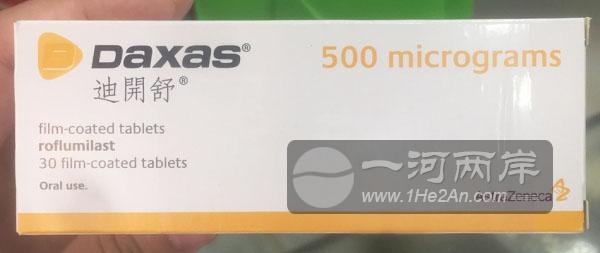 Daxas®
迪開舒®
500 micrograms
film-coated tablets
roflumilast
30 film-coated tablets
Oral use.
一河两岸
www.1He2An.com
AstraZeneca